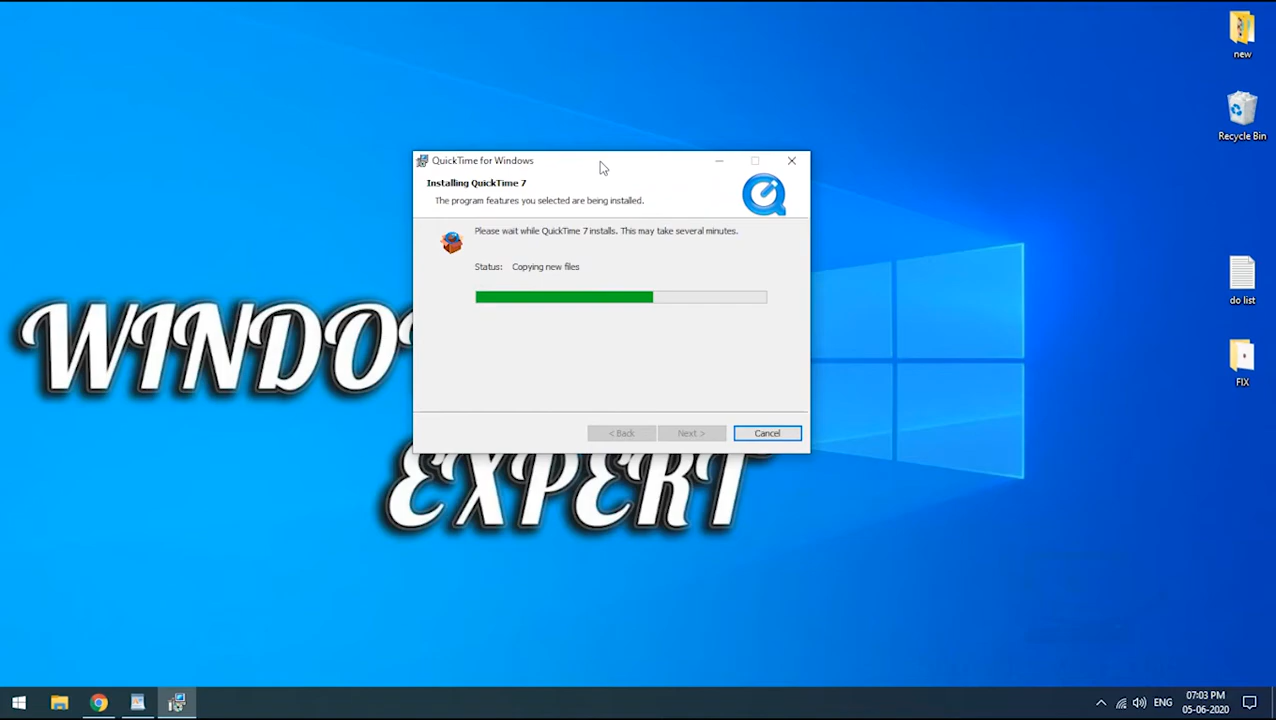 new
Recycle Bin
QuickTime for Windows
Installing QuickTime 7
The program features you selected are being installed.
Please wait while QuickTime 7 installs. This may take several minutes.
Status: Copying new files
do list
WINDO
FIX
< Back
Next >
Cancel
EXPERT
ENG
07:03 PM
05-06-2020